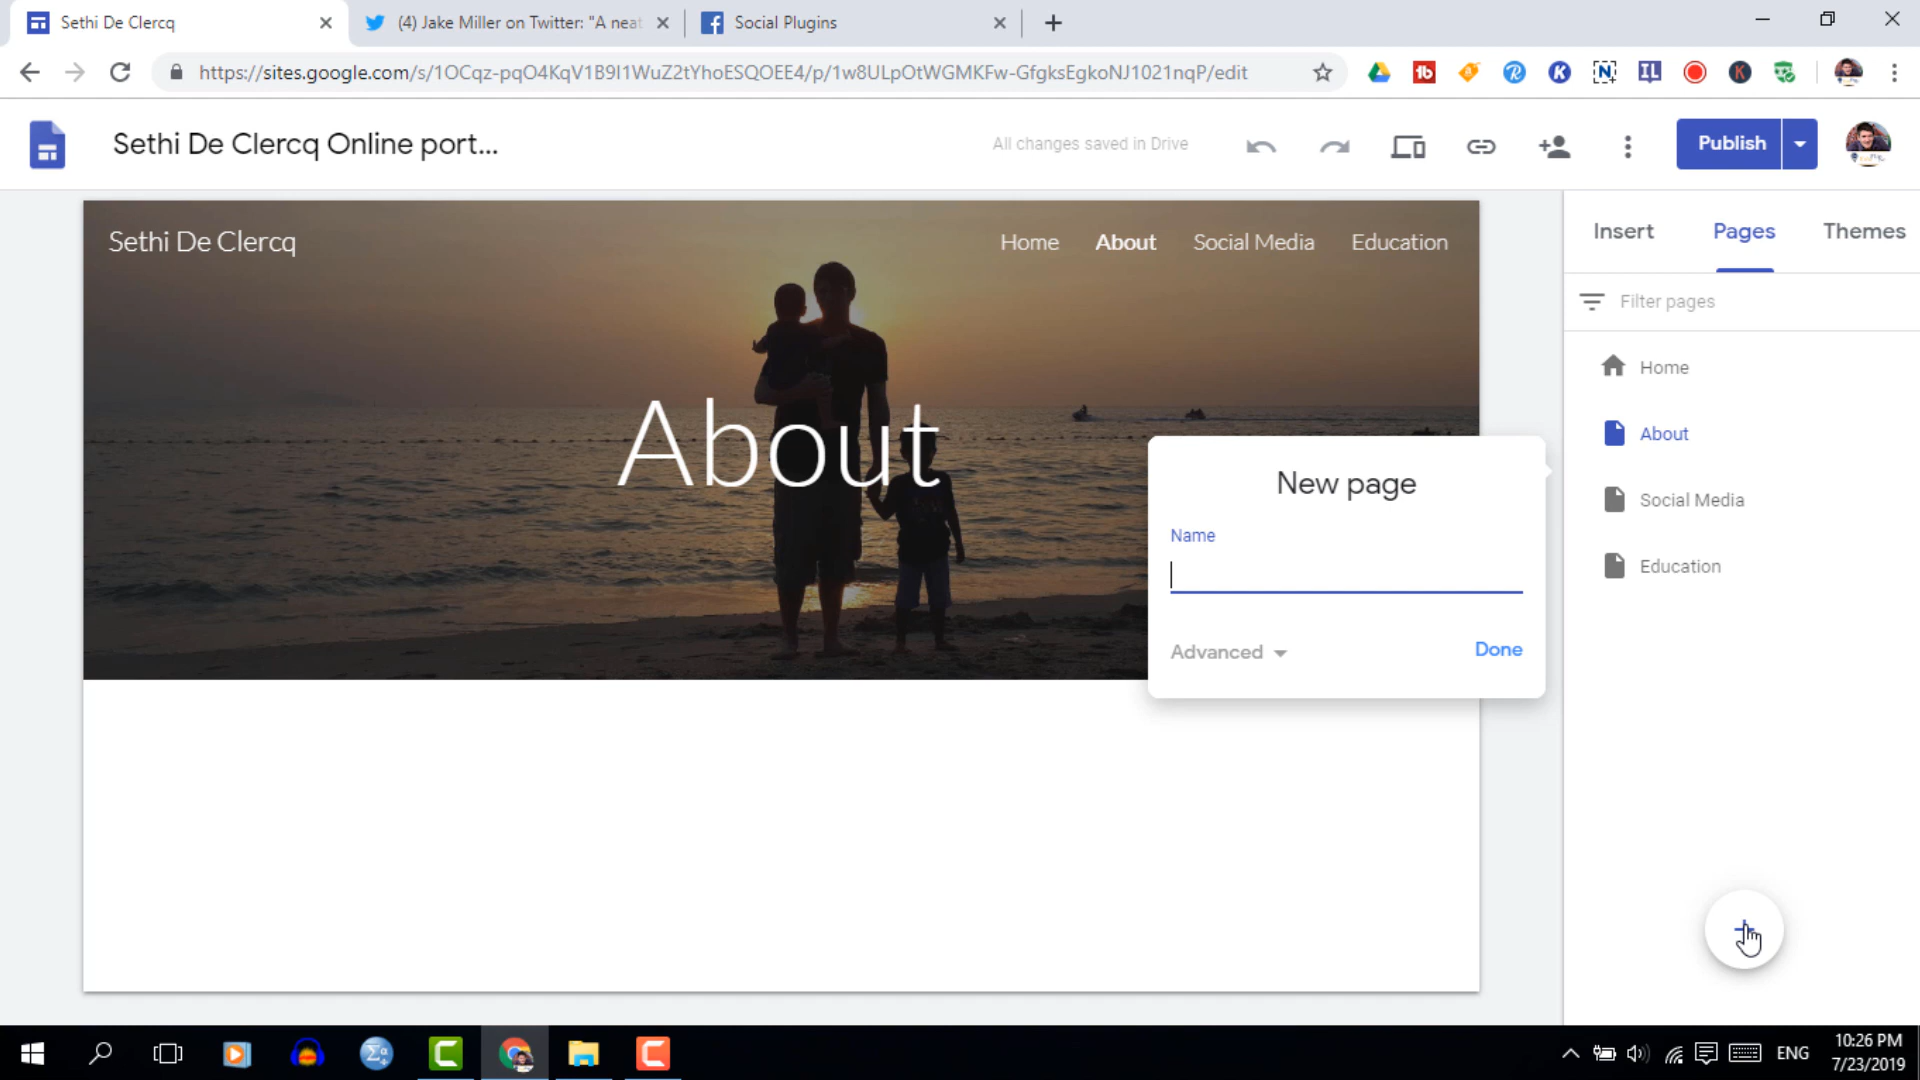 Sethi De Clercq
(4) Jake Miller on Twitter: "A neat
Social Plugins
https://sites.google.com/s/1OCqz-pqO4KqV1B9I1WuZ2tYhoESQOEE4/p/1w8ULpOtWGMKFw-GfgksEgkoNJ1021nqP/edit
Sethi De Clercq Online port...
All changes saved in Drive
Publish
Sethi De Clercq
Home
About
Social Media
Education
Insert
Pages
Themes
Filter pages
Home
About
About
Social Media
Education
New page
Name
Advanced
Done
ENG
10:26 PM
7/23/2019